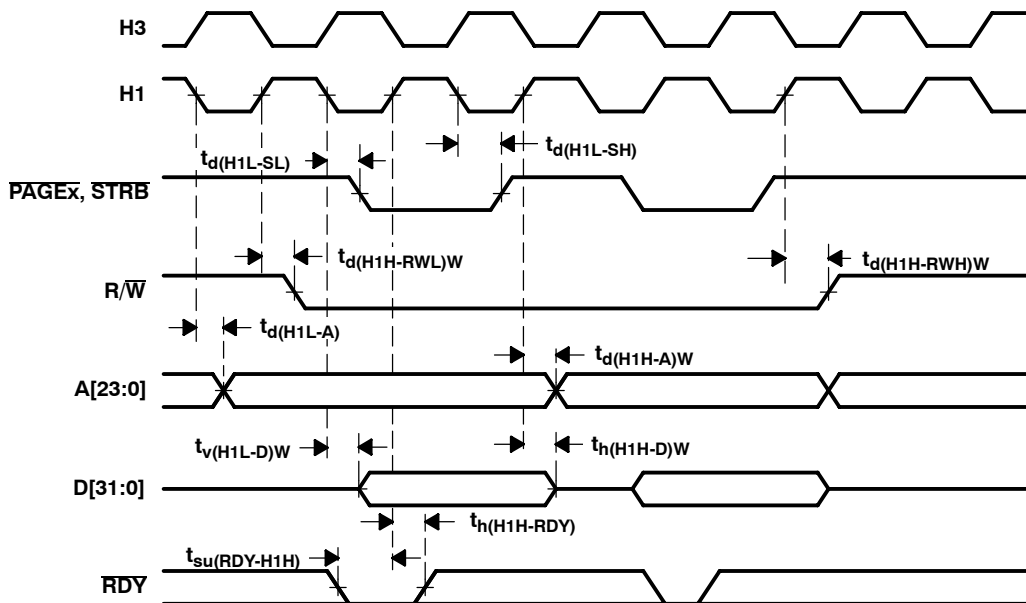 H3
H1
td(H1L-SL)
td(H1L-SH)
PAGEx, STRB
td(H1H-RWL)W
td(H1H-RWH)W
R/W
td(H1L-A)
td(H1H-A)W
A[23:0]
tv(H1L-D)W
th(H1H-D)W
D[31:0]
th(H1H-RDY)
tsu(RDY-H1H)
RDY